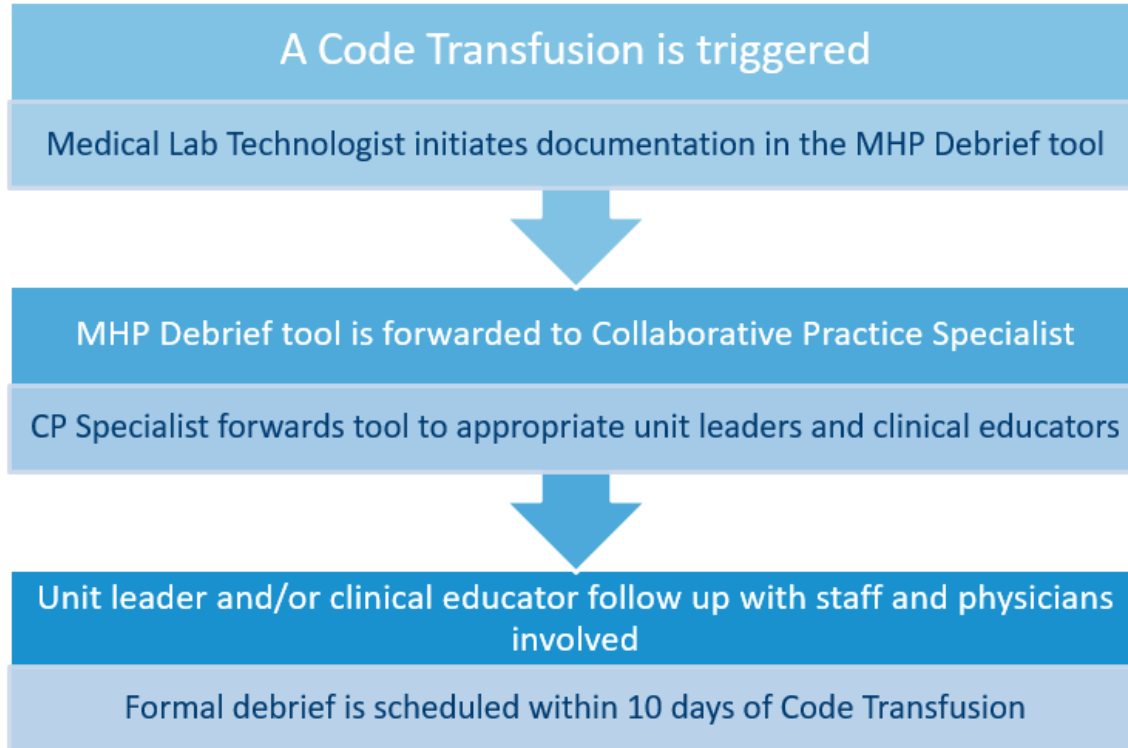 A Code Transfusion is triggered
Medical Lab Technologist initiates documentation in the MHP Debrief tool
MHP Debrief tool is forwarded to Collaborative Practice Specialist
CP Specialist forwards tool to appropriate unit leaders and clinical educators
Unit leader and/or clinical educator follow up with staff and physicians
involved
Formal debrief is scheduled within 10 days of Code Transfusion